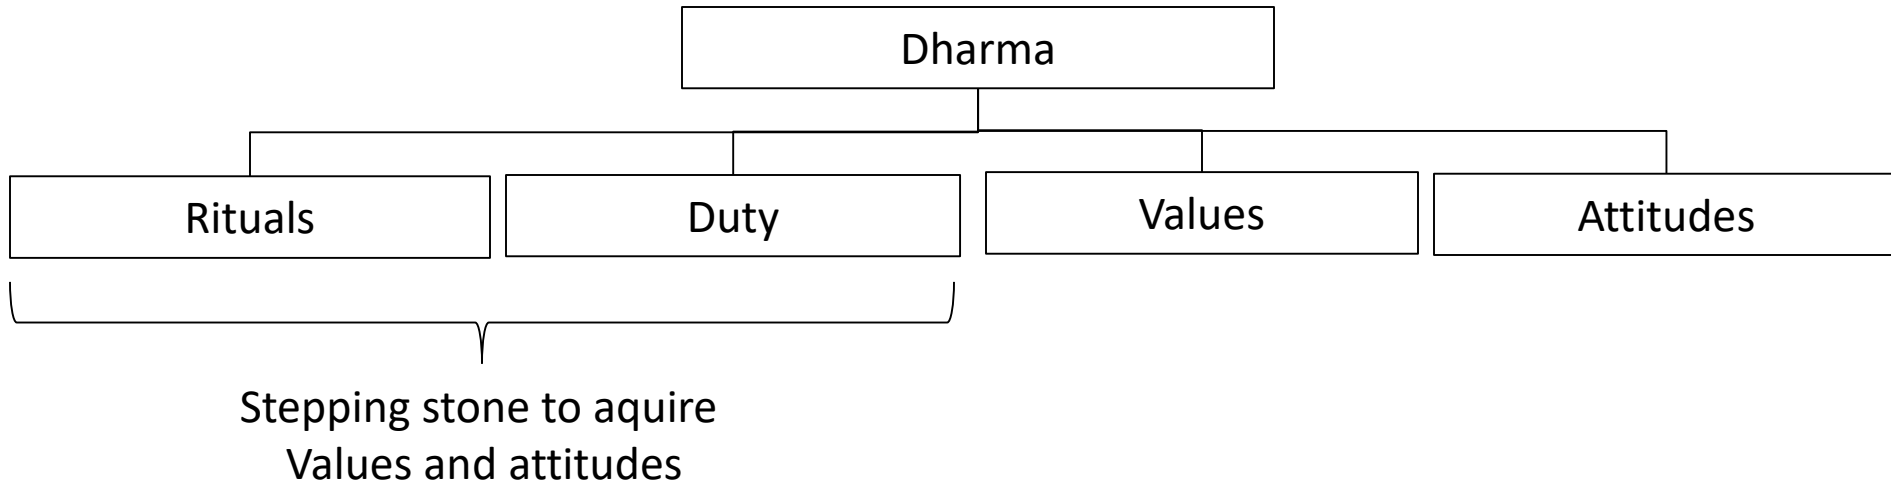 Dharma
Rituals
Duty
Values
Attitudes
Stepping stone to aquire
Values and attitudes